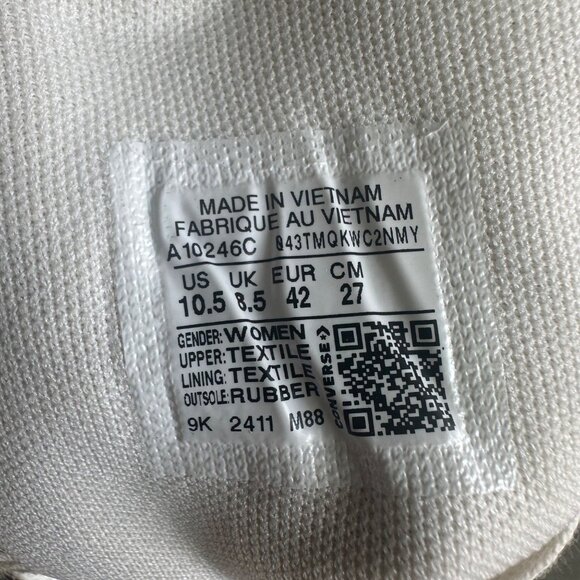 MADE IN VIETNAM
FABRIQUE AU VIETNAM
A10246C 043TMQKWC2NMY
US UK EUR CM
10.5 8.5 42 27
GENDER: WOMEN
UPPER: TEXTILE
LINING: TEXTILE
OUTSOLE: RUBBER
9K 2411 M88
CONVERSE